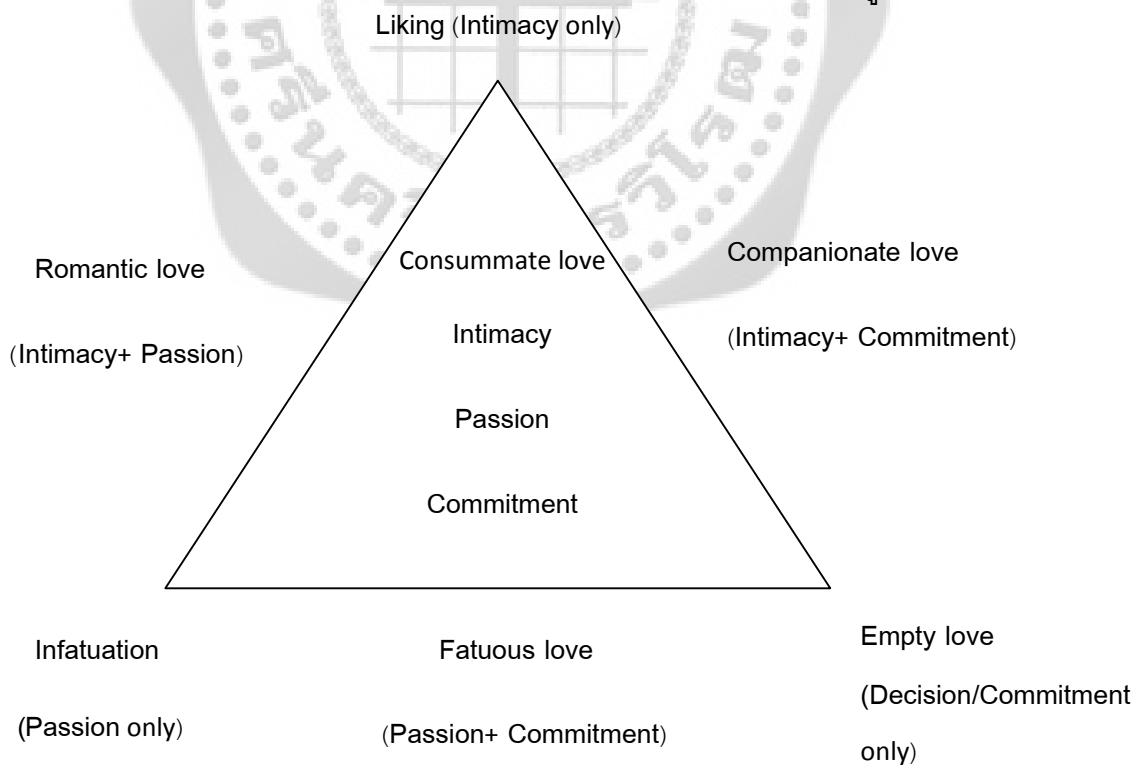 Liking (Intimacy only)
Romantic love
(Intimacy+ Passion)
Consummate love
Intimacy
Passion
Commitment
Companionate love
(Intimacy+ Commitment)
Infatuation
(Passion only)
Fatuous love
(Passion+ Commitment)
Empty love
(Decision/Commitment
only)